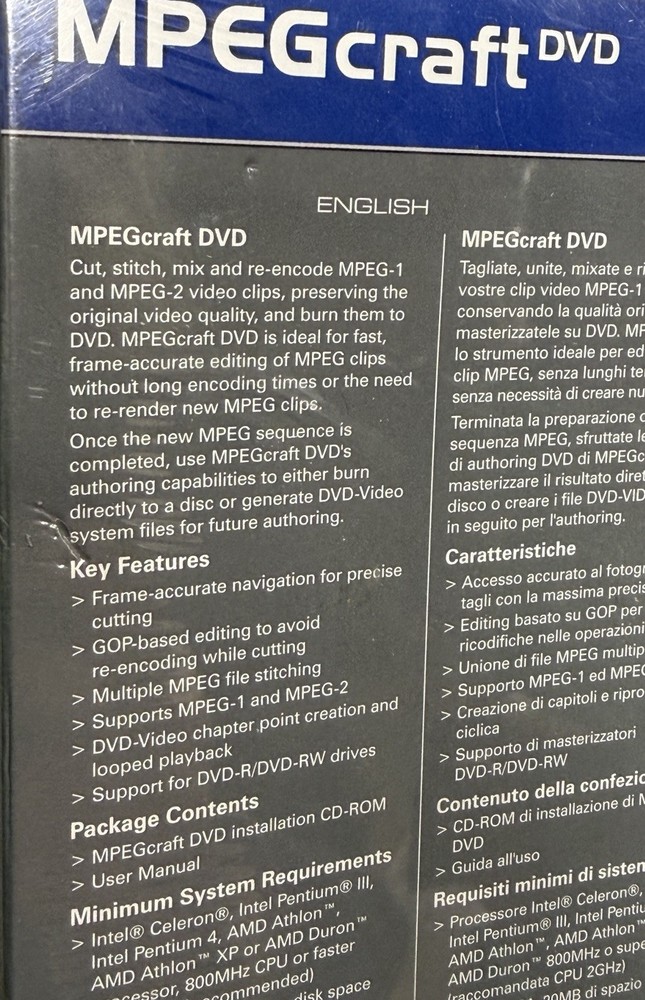 MPEGcraft DVD
ENGLISH
MPEGcraft DVD
Cut, stitch, mix and re-encode MPEG-1
and MPEG-2 video clips, preserving the
original video quality, and burn them to
DVD. MPEGcraft DVD is ideal for fast,
frame-accurate editing of MPEG clips
without long encoding times or the need
to re-render new MPEG clips.
Once the new MPEG sequence is
completed, use MPEGcraft DVD's
authoring capabilities to either burn
directly to a disc or generate DVD-Video
system files for future authoring.
Key Features
> Frame-accurate navigation for precise
cutting
> GOP-based editing to avoid
re-encoding while cutting
> Multiple MPEG file stitching
> Supports MPEG-1 and MPEG-2
> DVD-Video chapter point creation and
looped playback
> Support for DVD-R/DVD-RW drives
Package Contents
> MPEGcraft DVD installation CD-ROM
> User Manual
Minimum System Requirements
> Intel® Celeron®, Intel Pentium® III,
Intel Pentium 4, AMD Athlon™,
AMD Athlon™ XP or AMD Duron™
800MHz CPU or faster
disk space
MPEGcraft DVD
Tagliate, unite, mixate e
vostre clip video MPEG-1
conservando la qualità
masterizzatele su DVD.
lo strumento ideale per
clip MPEG, senza lunghi
senza necessità di creare
Terminata la preparazione
sequenza MPEG, sfruttate
di authoring DVD di
masterizzare il risultato
disco o creare i file
in seguito per l'authoring.
Caratteristiche
> Accesso accurato al
tagli con la massima
> Editing basato su GOP per
ricodifiche nelle operazioni
> Unione di file MPEG
> Supporto MPEG-1 ed
> Creazione di capitoli e
ciclica
> Supporto di masterizzatori
DVD-R/DVD-RW
Contenuto della
> CD-ROM di installazione di
DVD
> Guida all'uso
Requisiti minimi di
> Processore Intel® Celeron®,
Intel Pentium® III, Intel
AMD Athlon™, AMD Athlon™
AMD Duron™ 800MHz o
(raccomandata CPU 2GHz)
di spazio